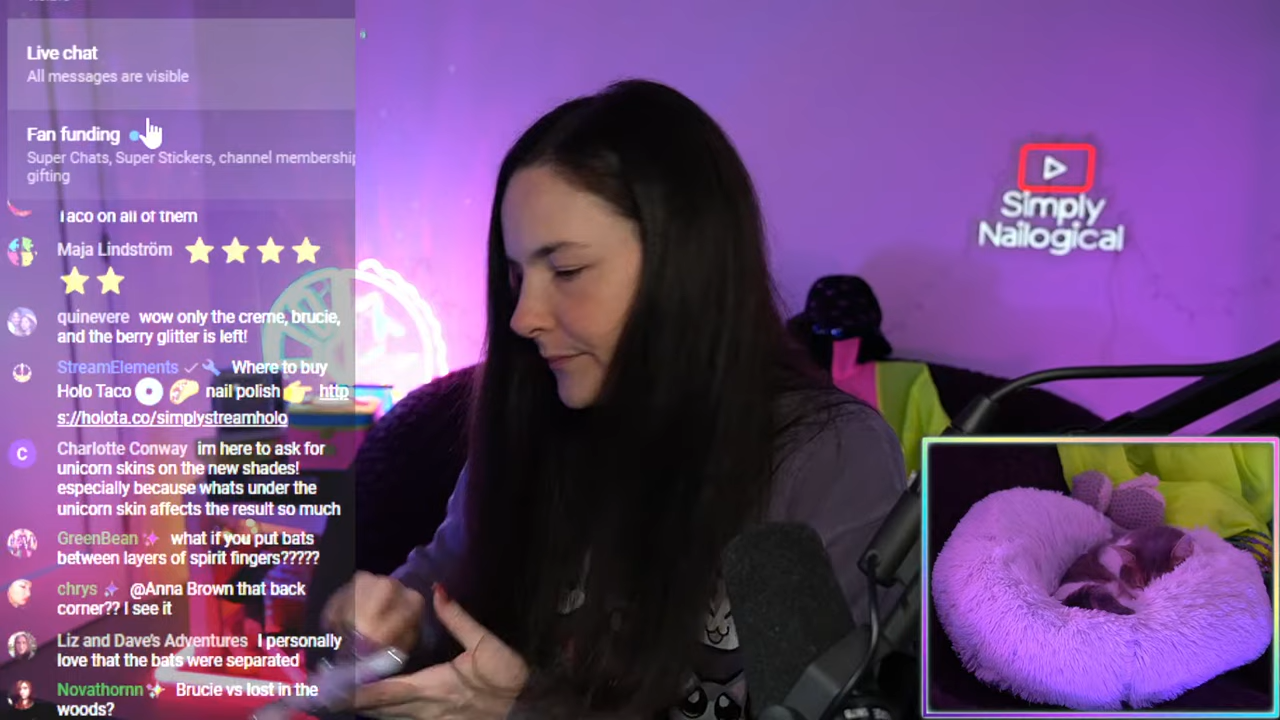 Live chat
All messages are visible
Fan funding
Super Chats, Super Stickers, channel membership
gifting
Taco on all of them
Maja Lindström
quinevere wow only the creme, brucie,
and the berry glitter is left!
StreamElements Where to buy
Holo Taco nail polish http
s://holota.co/simplystreamholo
C Charlotte Conway im here to ask for
unicorn skins on the new shades!
especially because whats under the
unicorn skin affects the result so much
GreenBean what if you put bats
between layers of spirit fingers?????
chrys @Anna Brown that back
corner?? I see it
Liz and Dave's Adventures I personally
love that the bats were separated
Novathornn Brucie vs lost in the
woods?
Simply
Nailogical